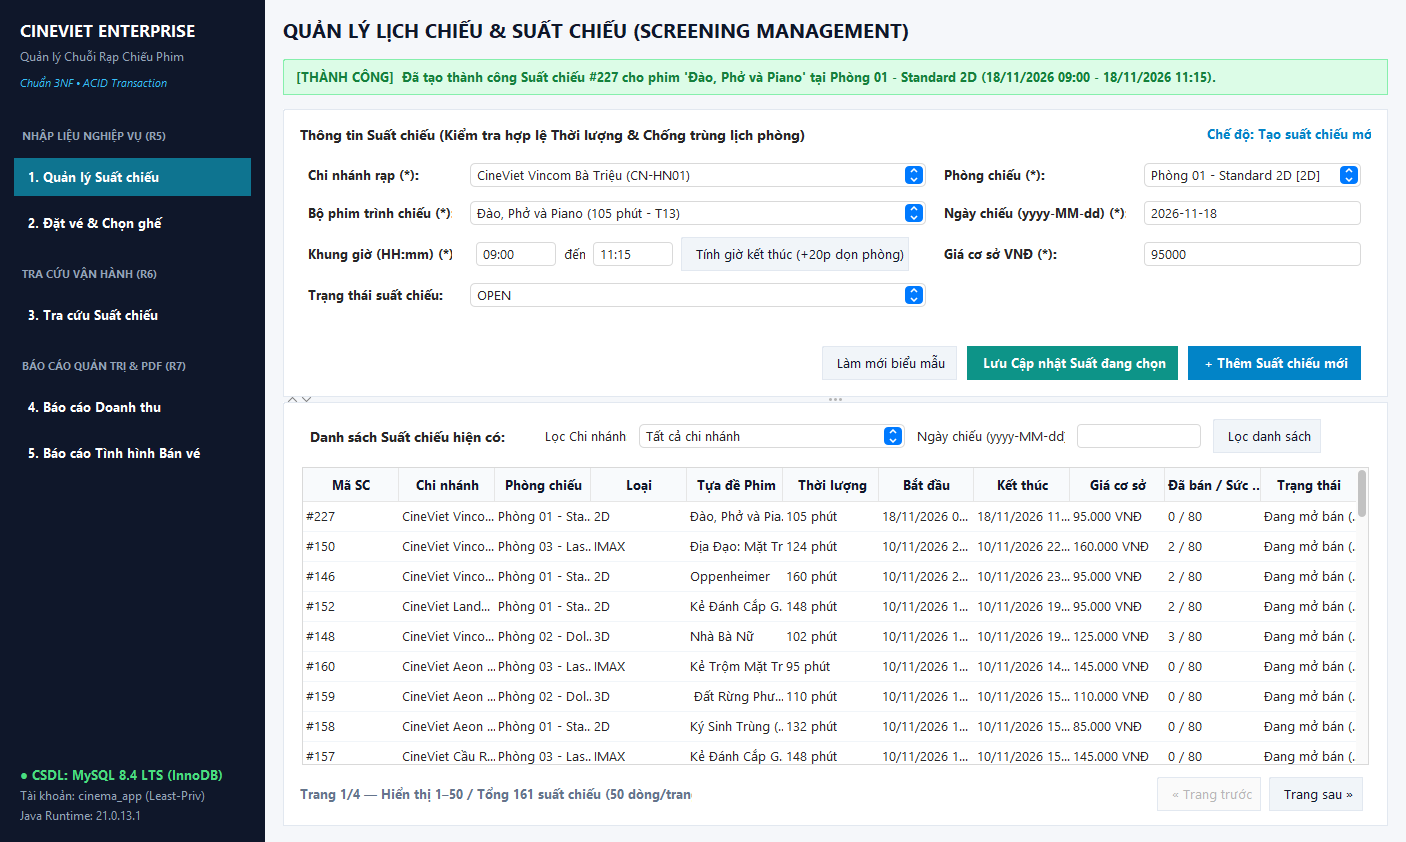 CINEVIET ENTERPRISE
Quản lý Chuỗi Rạp Chiếu Phim
Chuẩn 3NF • ACID Transaction
NHẬP LIỆU NGHIỆP VỤ (R5)
1. Quản lý Suất chiếu
2. Đặt vé & Chọn ghế
TRA CỨU VẬN HÀNH (R6)
3. Tra cứu Suất chiếu
BÁO CÁO QUẢN TRỊ & PDF (R7)
4. Báo cáo Doanh thu
5. Báo cáo Tình hình Bán vé
● CSDL: MySQL 8.4 LTS (InnoDB)
Tài khoản: cinema_app (Least-Priv)
Java Runtime: 21.0.13.1
QUẢN LÝ LỊCH CHIẾU & SUẤT CHIẾU (SCREENING MANAGEMENT)
[THÀNH CÔNG] Đã tạo thành công Suất chiếu #227 cho phim 'Đào, Phở và Piano' tại Phòng 01 - Standard 2D (18/11/2026 09:00 - 18/11/2026 11:15).
Thông tin Suất chiếu (Kiểm tra hợp lệ Thời lượng & Chống trùng lịch phòng) Chế độ: Tạo suất chiếu mớ
Chi nhánh rạp (*): CineViet Vincom Bà Triệu (CN-HN01) Phòng chiếu (*): Phòng 01 - Standard 2D [2D]
Bộ phim trình chiếu (*): Đào, Phở và Piano (105 phút - T13) Ngày chiếu (yyyy-MM-dd) (*): 2026-11-18
Khung giờ (HH:mm) (*) 09:00 đến 11:15 Tính giờ kết thúc (+20p dọn phòng) Giá cơ sở VNĐ (*): 95000
Trạng thái suất chiếu: OPEN
Làm mới biểu mẫu Lưu Cập nhật Suất đang chọn + Thêm Suất chiếu mới
Danh sách Suất chiếu hiện có: Lọc Chi nhánh Tất cả chi nhánh Ngày chiếu (yyyy-MM-dd) Lọc danh sách
Mã SC Chi nhánh Phòng chiếu Loại Tựa đề Phim Thời lượng Bắt đầu Kết thúc Giá cơ sở Đã bán / Sức ... Trạng thái
#227 CineViet Vinco... Phòng 01 - Sta... 2D Đào, Phở và Pia... 105 phút 18/11/2026 0... 18/11/2026 11... 95.000 VNĐ 0 / 80 Đang mở bán (...
#150 CineViet Vinco... Phòng 03 - Las... IMAX Địa Đạo: Mặt Tr 124 phút 10/11/2026 2... 10/11/2026 22... 160.000 VNĐ 2 / 80 Đang mở bán (...
#146 CineViet Vinco... Phòng 01 - Sta... 2D Oppenheimer 160 phút 10/11/2026 2... 10/11/2026 23... 95.000 VNĐ 2 / 80 Đang mở bán (...
#152 CineViet Land... Phòng 01 - Sta... 2D Kẻ Đánh Cắp G... 148 phút 10/11/2026 1... 10/11/2026 19... 95.000 VNĐ 2 / 80 Đang mở bán (...
#148 CineViet Vinco... Phòng 02 - Dol... 3D Nhà Bà Nữ 102 phút 10/11/2026 1... 10/11/2026 19... 125.000 VNĐ 3 / 80 Đang mở bán (...
#160 CineViet Aeon ... Phòng 03 - Las... IMAX Kẻ Trộm Mặt Tr 95 phút 10/11/2026 1... 10/11/2026 14... 145.000 VNĐ 0 / 80 Đang mở bán (...
#159 CineViet Aeon ... Phòng 02 - Dol... 3D Đất Rừng Phư... 110 phút 10/11/2026 1... 10/11/2026 15... 110.000 VNĐ 0 / 80 Đang mở bán (...
#158 CineViet Aeon ... Phòng 01 - Sta... 2D Ký Sinh Trùng (... 132 phút 10/11/2026 1... 10/11/2026 15... 85.000 VNĐ 0 / 80 Đang mở bán (...
#157 CineViet Cầu R... Phòng 03 - Las... IMAX Kẻ Đánh Cắp G... 148 phút 10/11/2026 1... 10/11/2026 15... 145.000 VNĐ 0 / 80 Đang mở bán (...
Trang 1/4 — Hiển thị 1–50 / Tổng 161 suất chiếu (50 dòng/tran « Trang trước Trang sau »